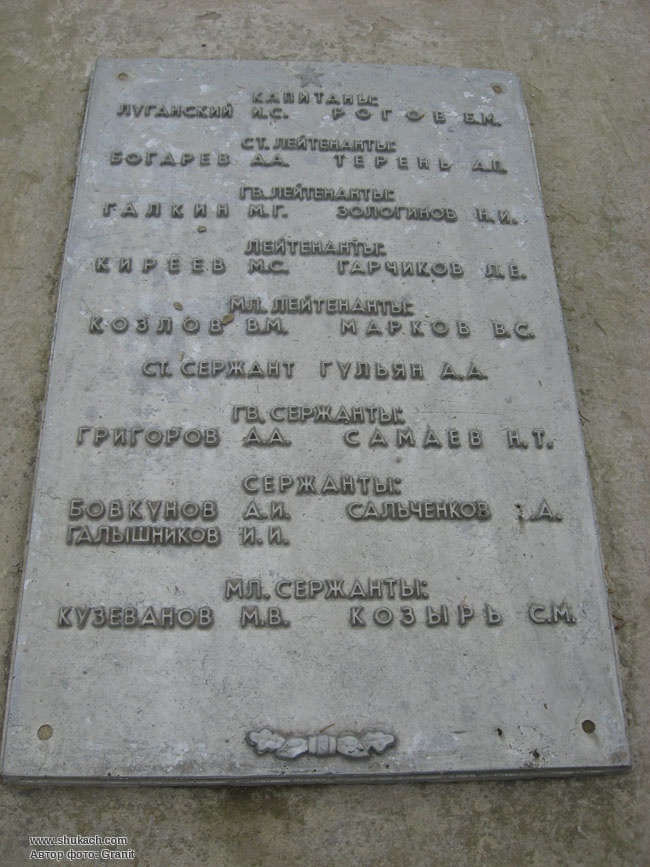 КАПИТАНЫ:
ЛУГАНСКИЙ И.С. РОГОВ Б.М.
СТ. ЛЕЙТЕНАНТЫ:
БОГАРЕВ А.А. ТЕРЕНЬ А.П.
ГВ. ЛЕЙТЕНАНТЫ:
ГАЛКИН М.Г. ЗОЛОГИНОВ Н.И.
ЛЕЙТЕНАНТЫ:
КИРЕЕВ М.С. ГАРЧИКОВ Л.Е.
МЛ. ЛЕЙТЕНАНТЫ:
КОЗЛОВ В.М. МАРКОВ В.С.
СТ. СЕРЖАНТ ГУЛЬЯН А.А.
ГВ. СЕРЖАНТЫ:
ГРИГОРОВ А.А. САМАЕВ Н.Т.
СЕРЖАНТЫ:
БОВКУНОВ А.И. САЛЬЧЕНКОВ .А.
ГАЛЫШНИКОВ И.И.
МЛ. СЕРЖАНТЫ:
КУЗЕВАНОВ М.В. КОЗЫРЬ С.М.
www.shukach.com
Автор фото: Granit